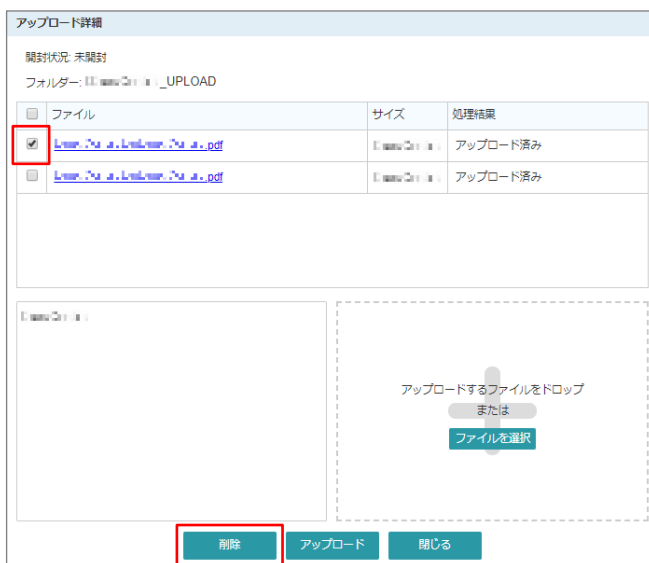 アップロード詳細
開封状況: 未開封
フォルダー: _UPLOAD
ファイル サイズ 処理結果
.pdf アップロード済み
.pdf アップロード済み
アップロードするファイルをドロップ
または
ファイルを選択
削除 アップロード 閉じる